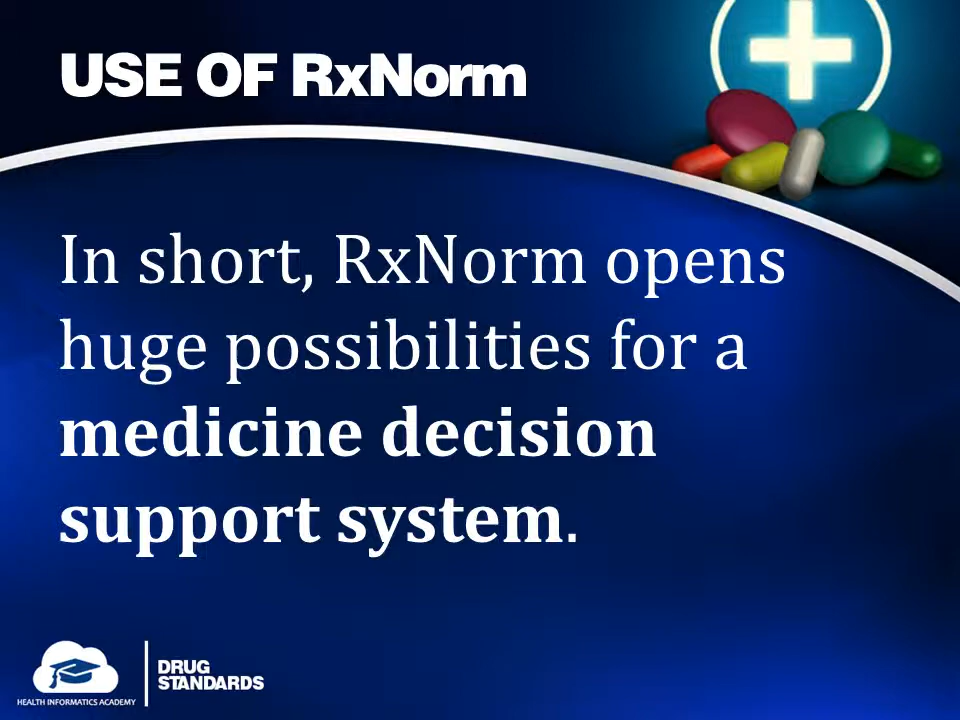 USE OF RxNorm
In short, RxNorm opens
huge possibilities for a
medicine decision
support system.
DRUG
STANDARDS
HEALTH INFORMATICS ACADEMY